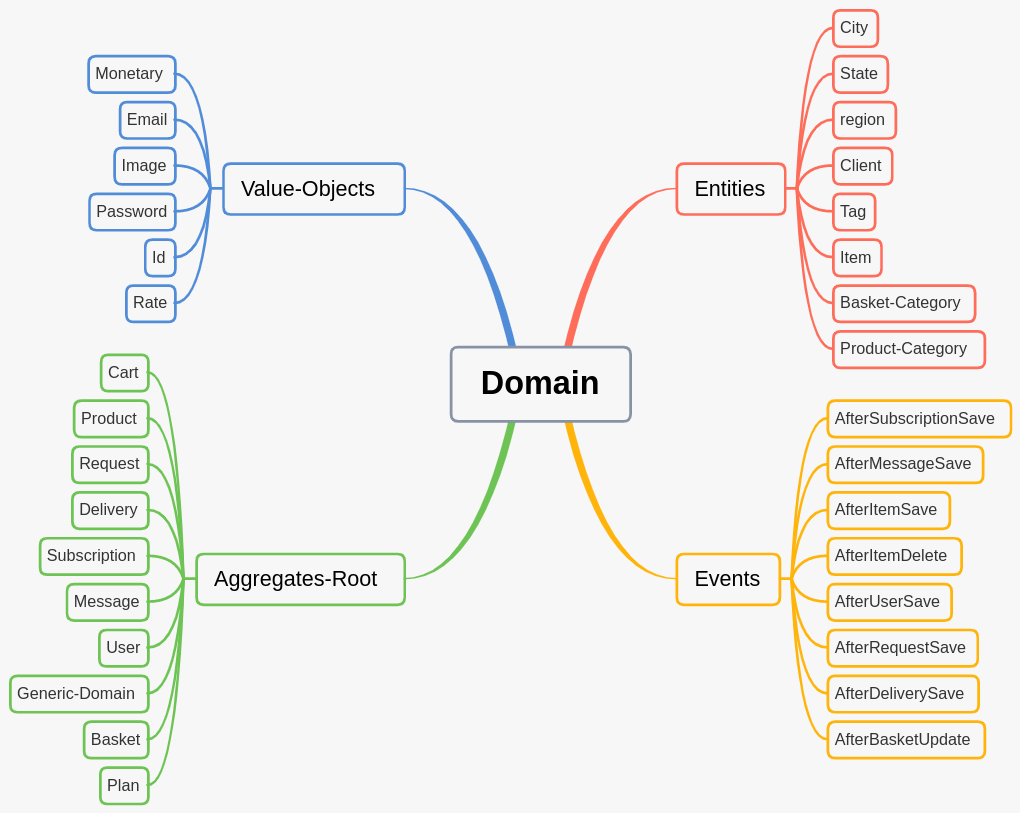 Domain
Value-Objects
Monetary
Email
Image
Password
Id
Rate
Entities
City
State
region
Client
Tag
Item
Basket-Category
Product-Category
Aggregates-Root
Cart
Product
Request
Delivery
Subscription
Message
User
Generic-Domain
Basket
Plan
Events
AfterSubscriptionSave
AfterMessageSave
AfterItemSave
AfterItemDelete
AfterUserSave
AfterRequestSave
AfterDeliverySave
AfterBasketUpdate